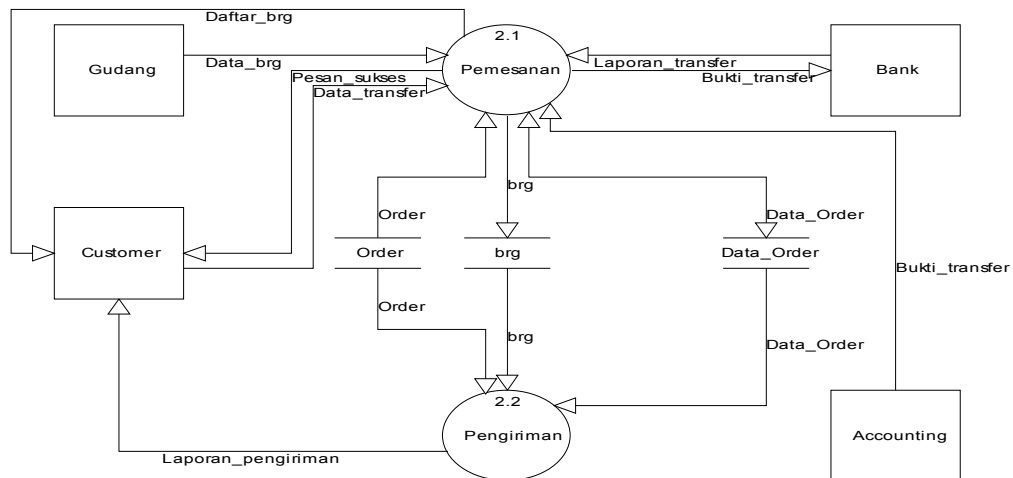 Daftar_brg
2.1
Gudang
Data_brg
Pemesanan
Laporan_transfer
Bank
Pesan_sukses
Bukti_transfer
Data_transfer
brg
Order
Data_Order
Customer
Order
brg
Data_Order
Bukti_transfer
Order
brg
Data_Order
2.2
Pengiriman
Accounting
Laporan_pengiriman